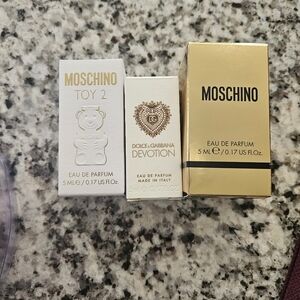 MOSCHINO
TOY 2
EAU DE PARFUM
5 ML ℮ / 0.17 US Fl.Oz.
DG
DOLCE & GABBANA
DEVOTION
EAU DE PARFUM
MADE IN ITALY
MOSCHINO
EAU DE PARFUM
5 ML ℮ / 0.17 US FL.OZ.